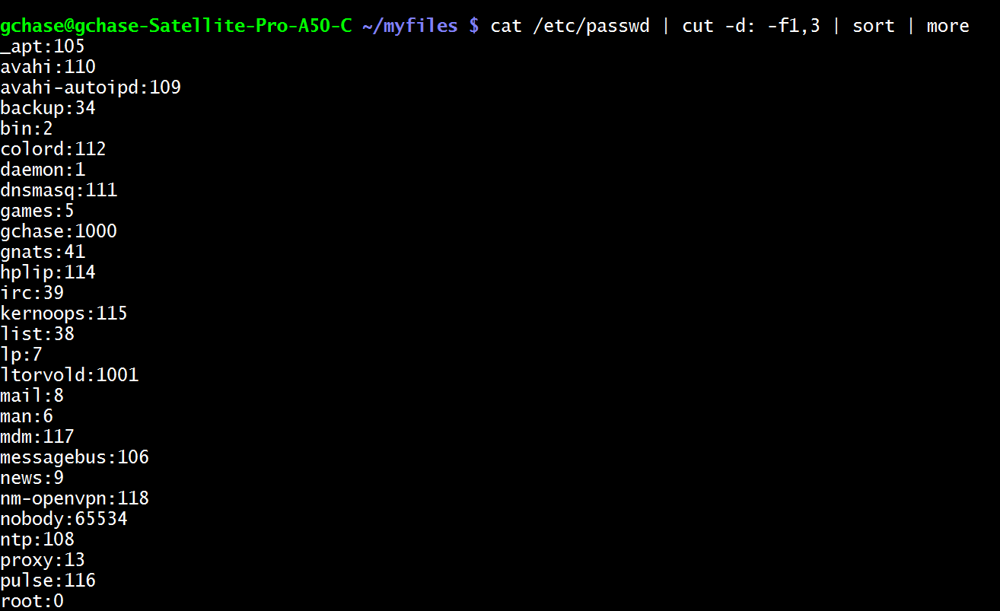 gchase@gchase-Satellite-Pro-A50-C ~/myfiles $ cat /etc/passwd | cut -d: -f1,3 | sort | more
_apt:105
avahi:110
avahi-autoipd:109
backup:34
bin:2
colord:112
daemon:1
dnsmasq:111
games:5
gchase:1000
gnats:41
hplip:114
irc:39
kernoops:115
list:38
lp:7
ltorvold:1001
mail:8
man:6
mdm:117
messagebus:106
news:9
nm-openvpn:118
nobody:65534
ntp:108
proxy:13
pulse:116
root:0